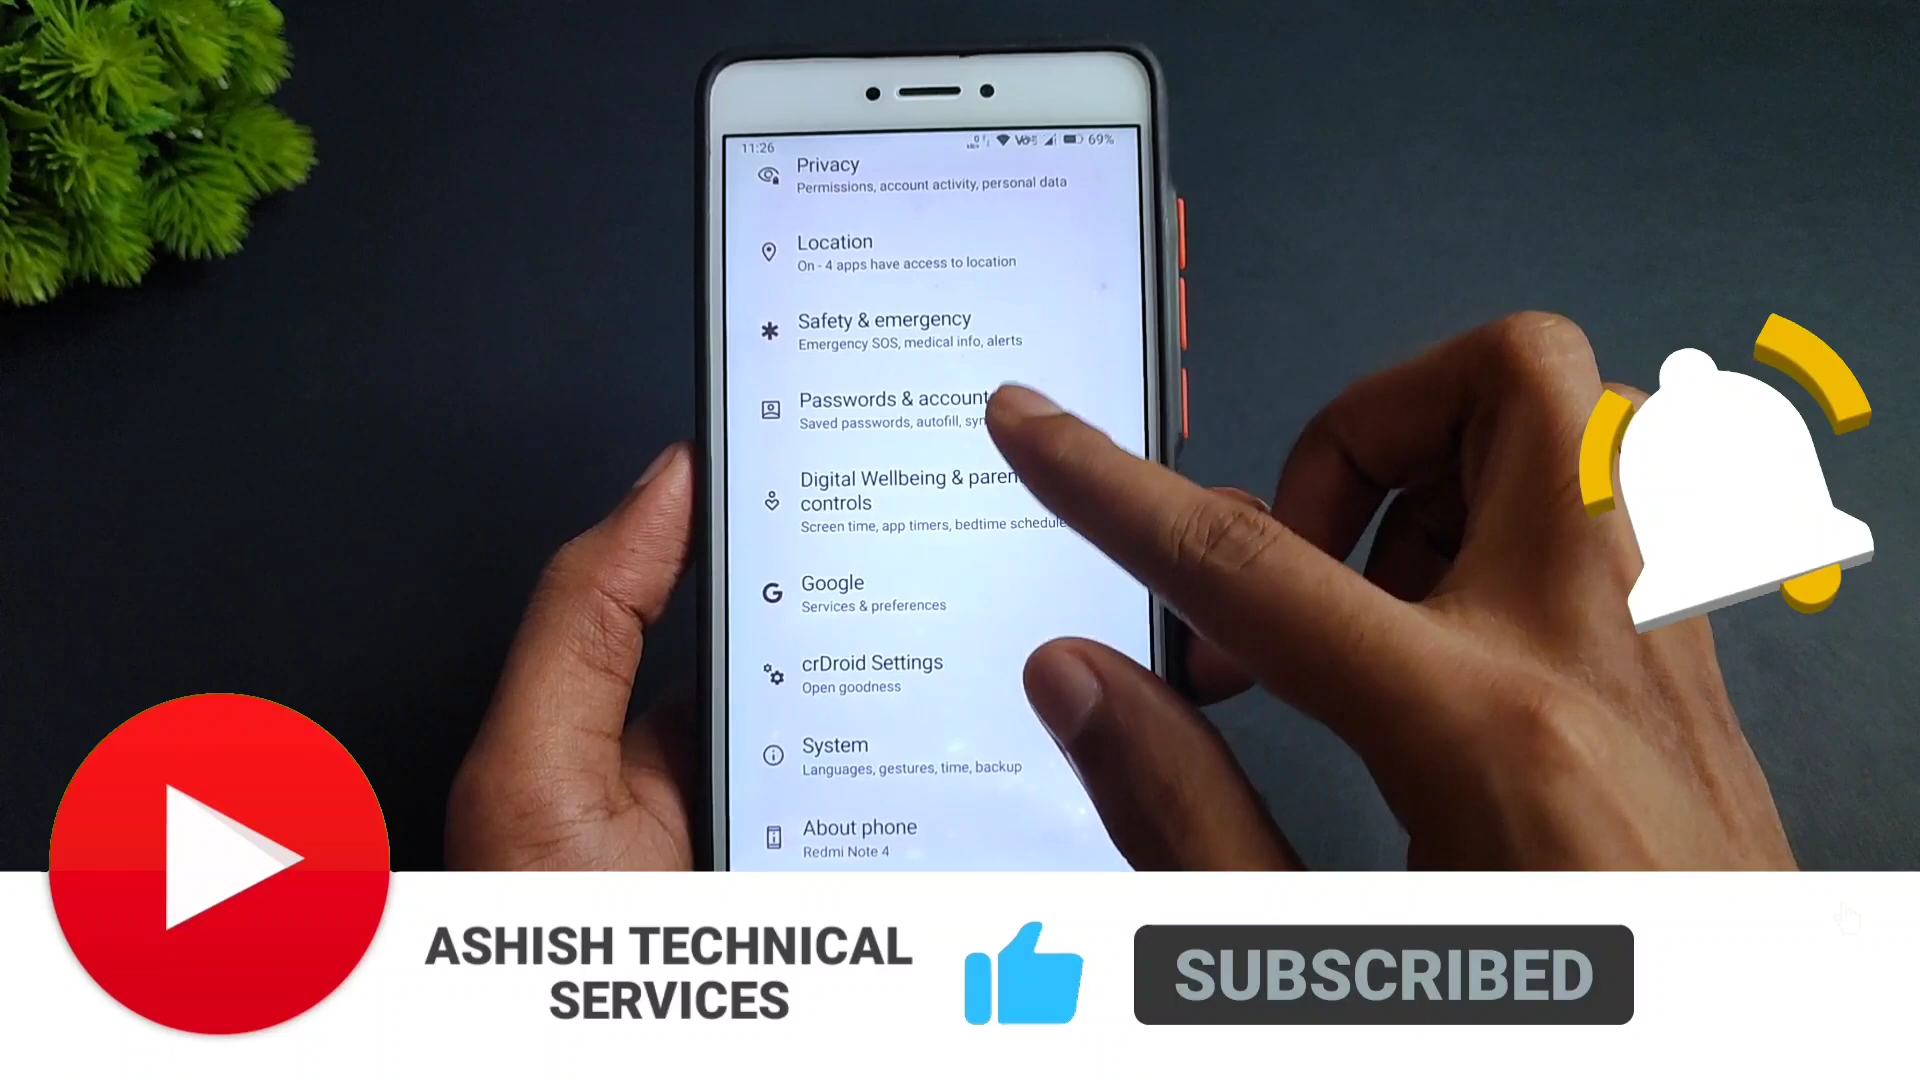 11:26
69%
Privacy
Permissions, account activity, personal data
Location
On - 4 apps have access to location
Safety & emergency
Emergency SOS, medical info, alerts
Passwords & account
Saved passwords, autofill,
Digital Wellbeing & paren
controls
Screen time, app timers, bedtime schedule
Google
Services & preferences
crDroid Settings
Open goodness
System
Languages, gestures, time, backup
About phone
Redmi Note 4
ASHISH TECHNICAL
SERVICES
SUBSCRIBED